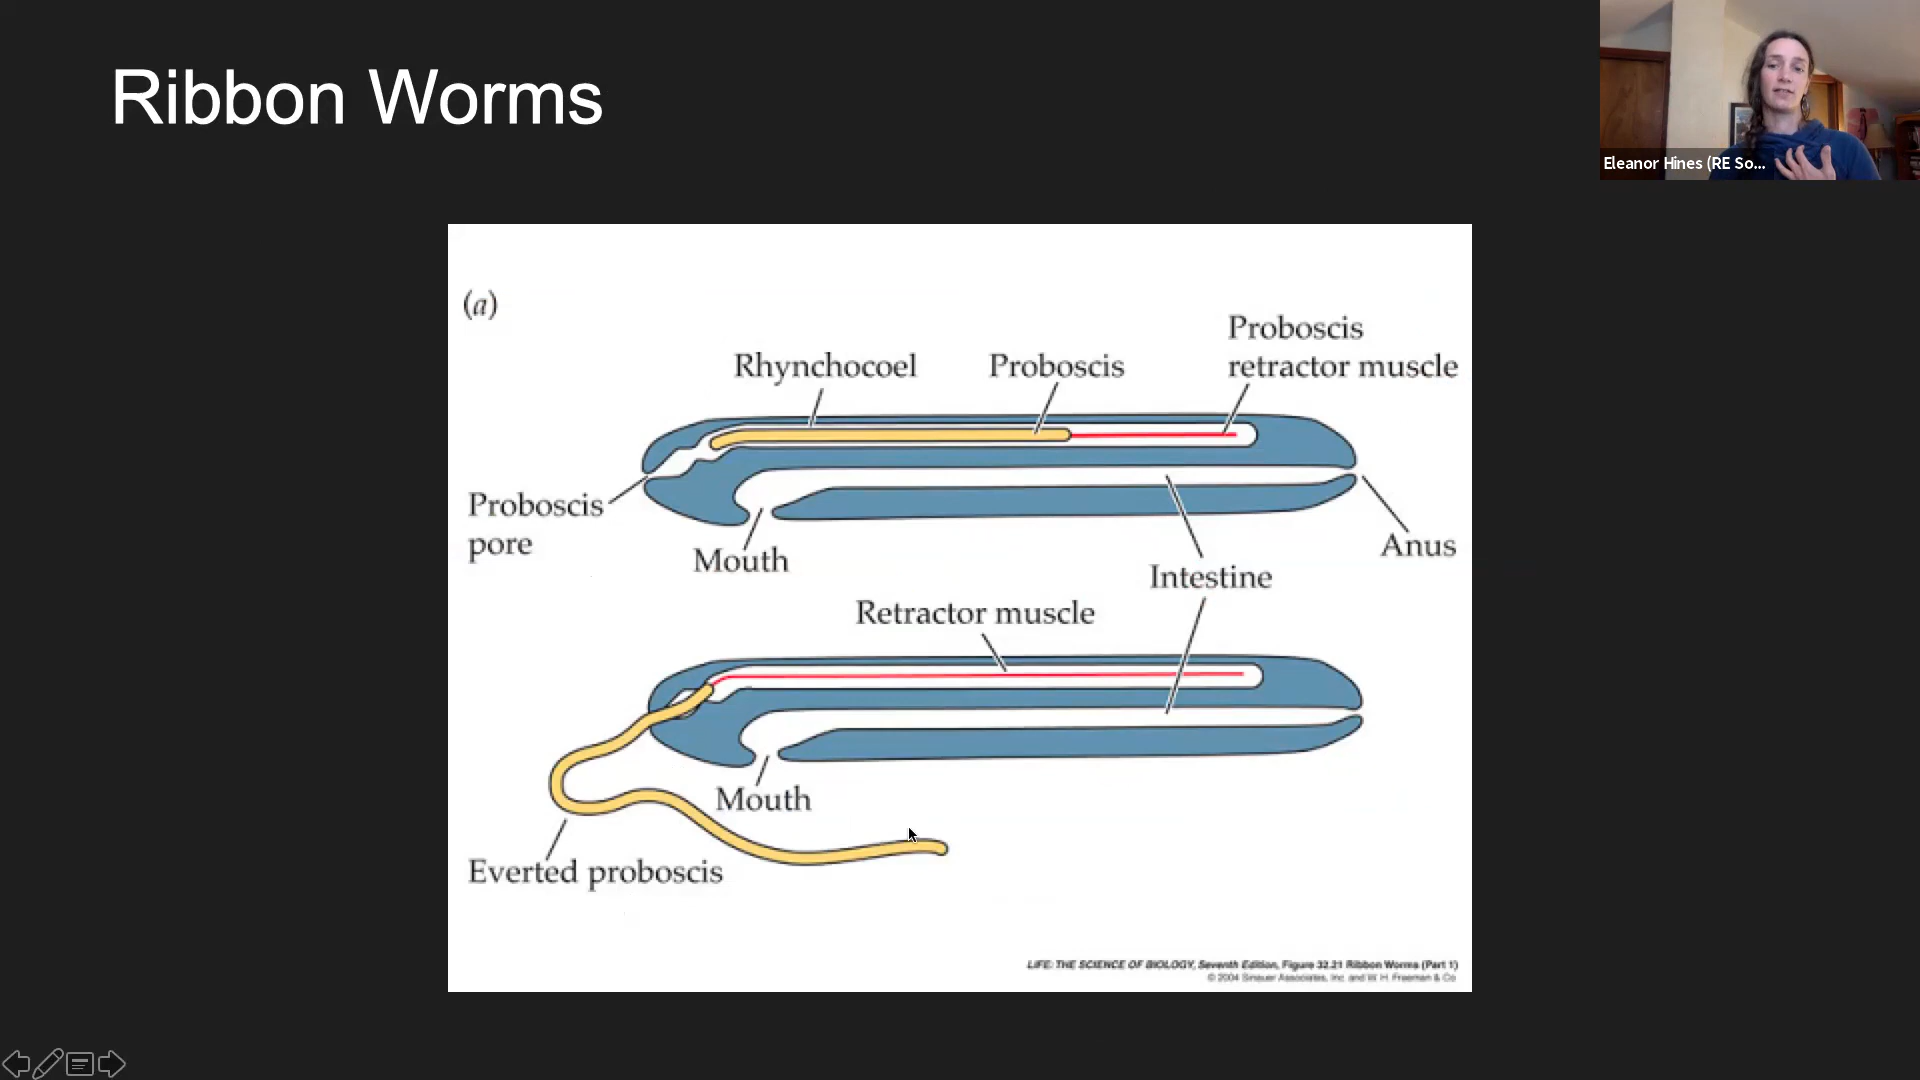 Ribbon Worms
Eleanor Hines (RE So...
(a)
Proboscis
retractor muscle
Rhynchocoel
Proboscis
Proboscis
pore
Mouth
Anus
Intestine
Retractor muscle
Mouth
Everted proboscis
LIFE: THE SCIENCE OF BIOLOGY, Seventh Edition, Figure 32.21 Ribbon Worms (Part 1)
© 2004 Sinauer Associates, Inc. and W. H. Freeman & Co